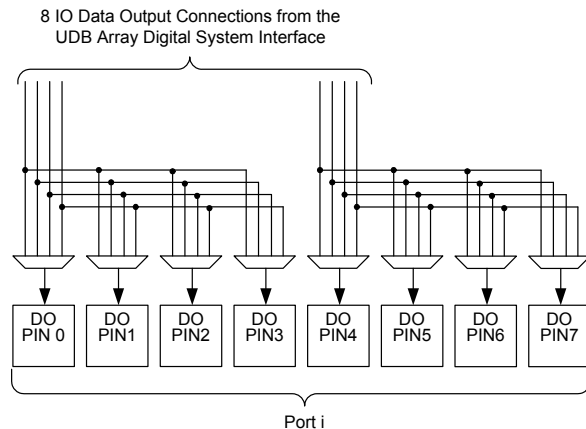 8 IO Data Output Connections from the
UDB Array Digital System Interface
DO
PIN 0
DO
PIN1
DO
PIN2
DO
PIN3
DO
PIN4
DO
PIN5
DO
PIN6
DO
PIN7
Port i